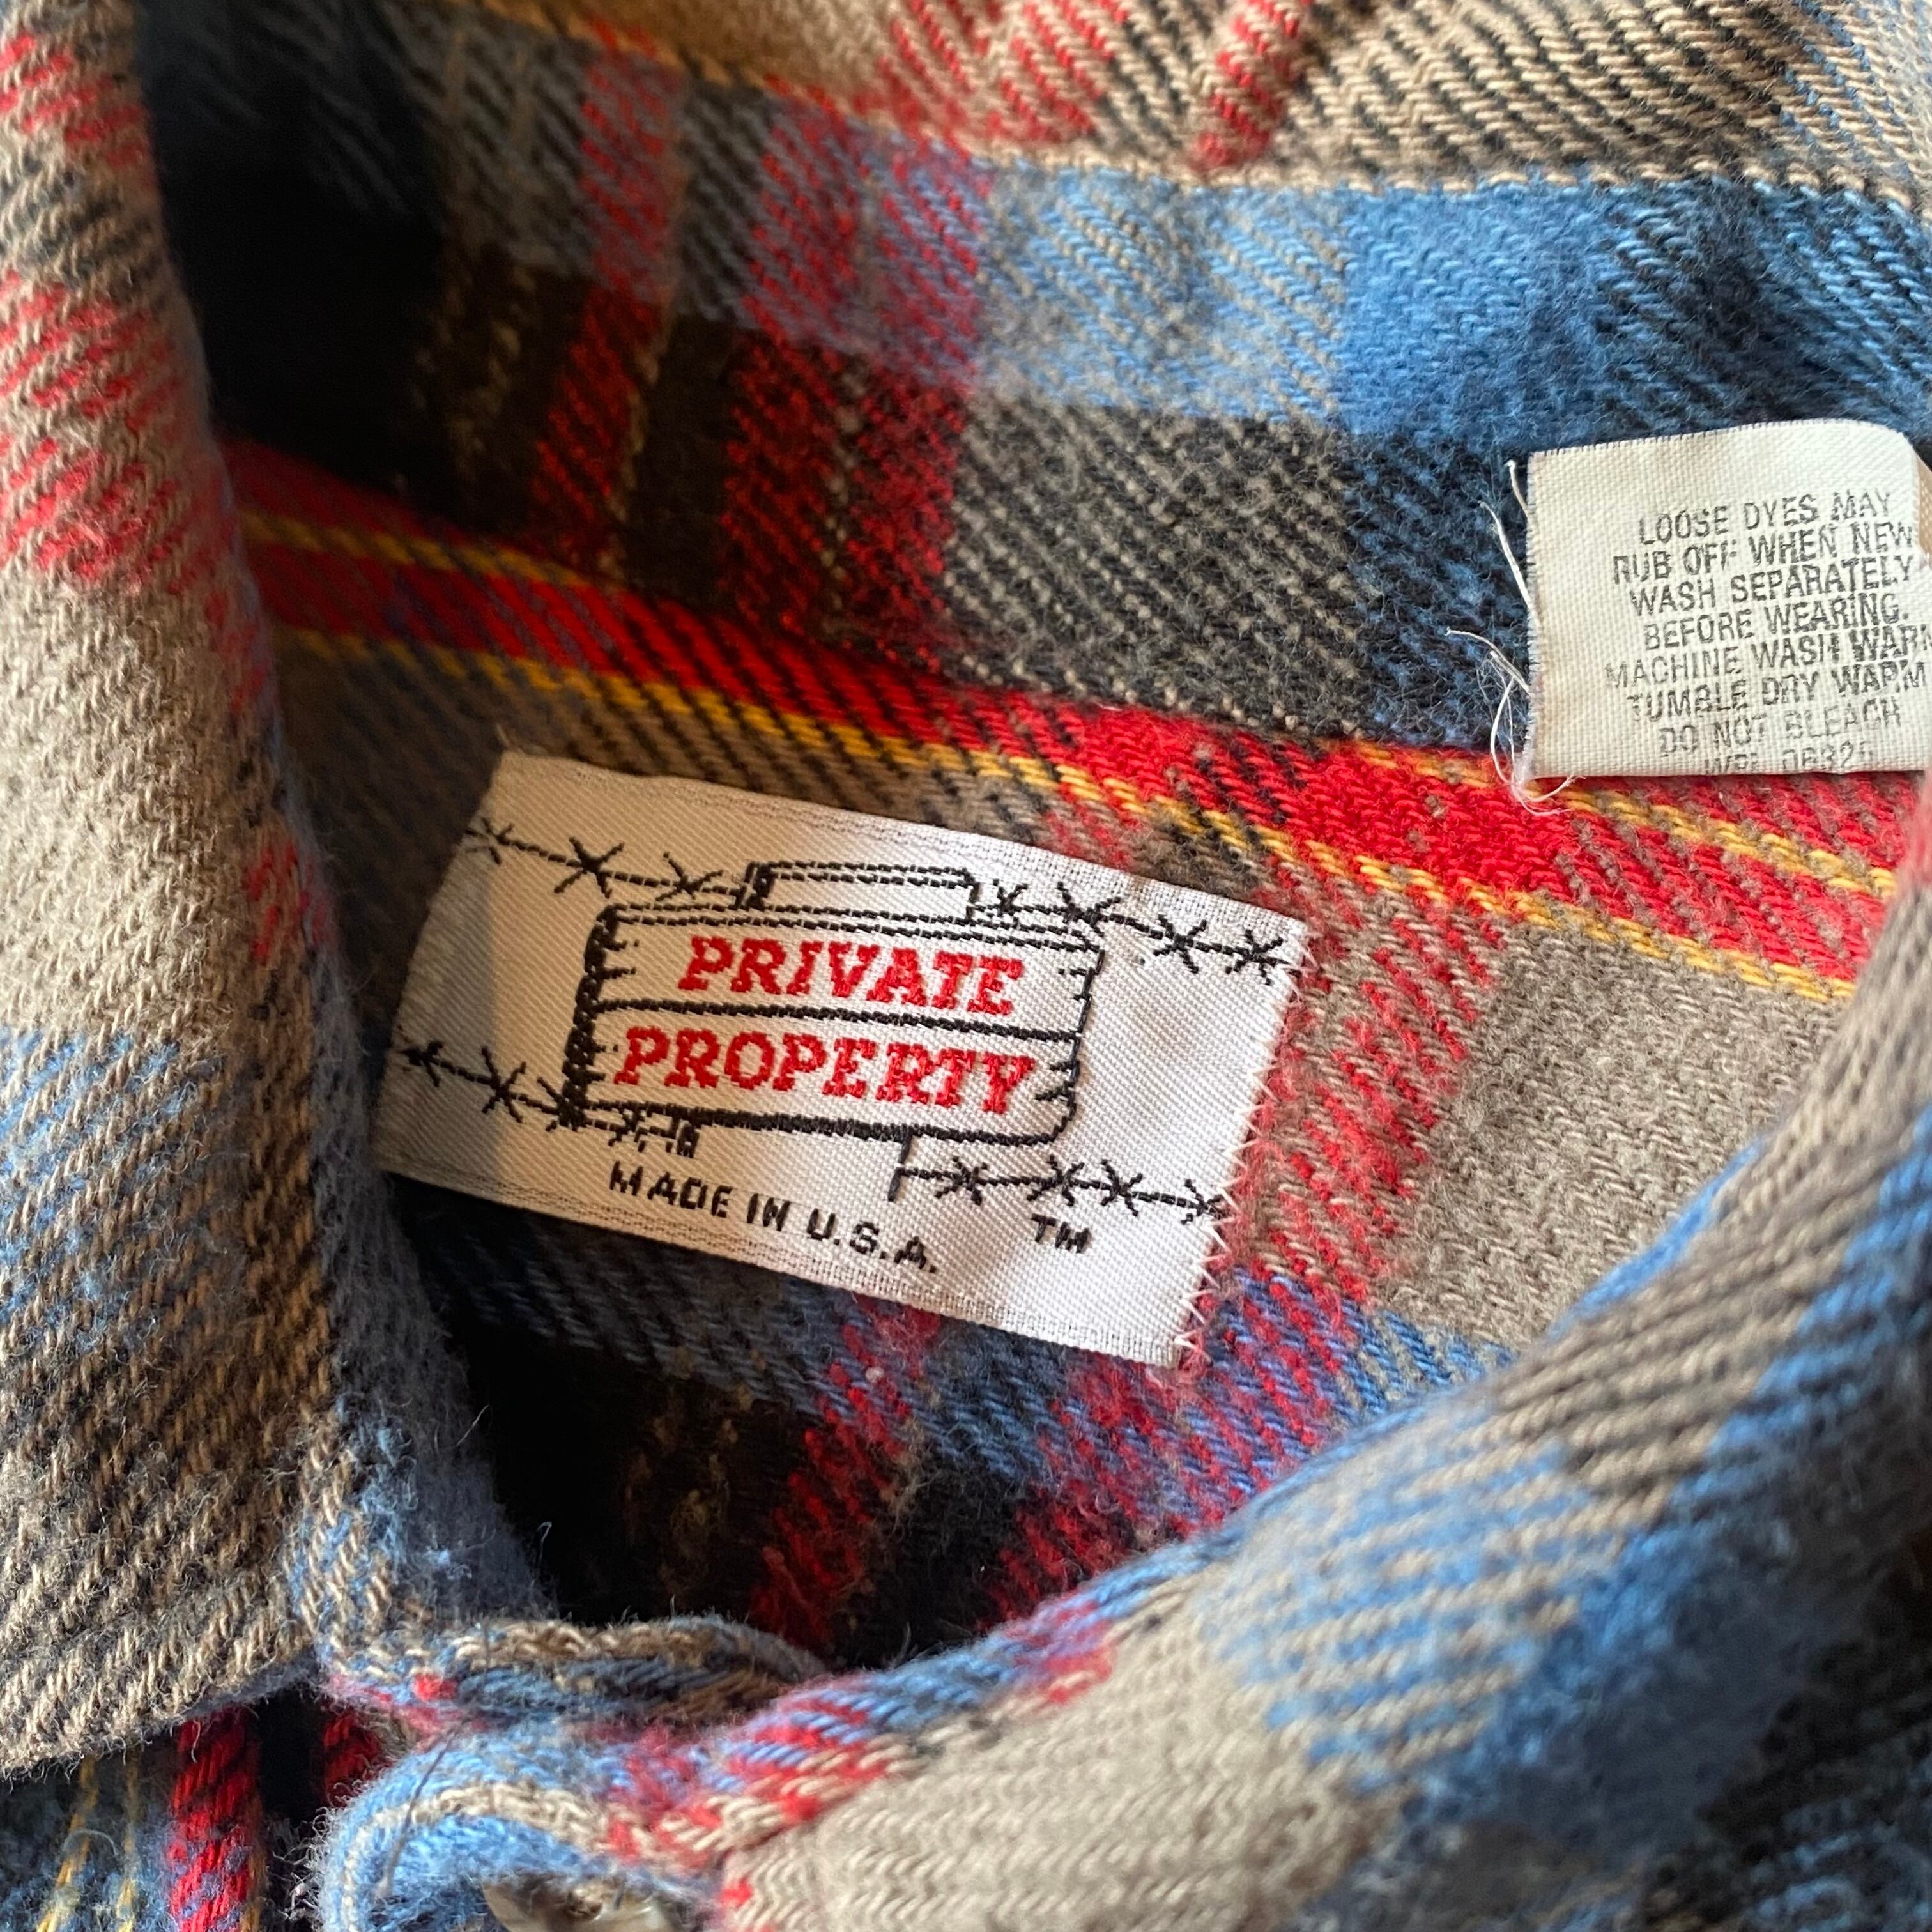 LOOSE DYES MAY
RUB OFF WHEN NEW
WASH SEPARATELY
BEFORE WEARING.
MACHINE WASH
TUMBLE DRY WARM
DO NOT BLEACH
PRIVATE
PROPERTY
MADE IN U.S.A.
TM